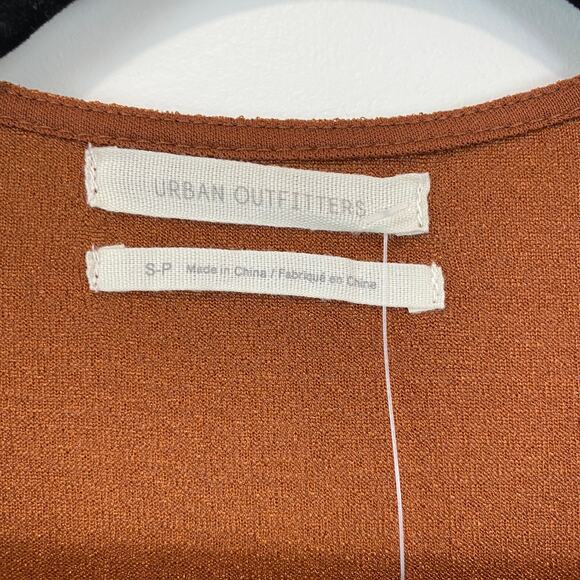 URBAN OUTFITTERS
S-P Made in China / Fabriqué en Chine